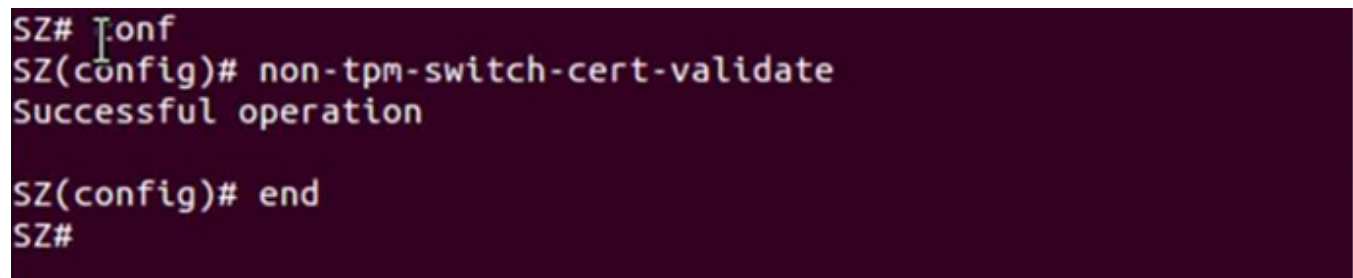 SZ# conf
SZ(config)# non-tpm-switch-cert-validate
Successful operation
SZ(config)# end
SZ#